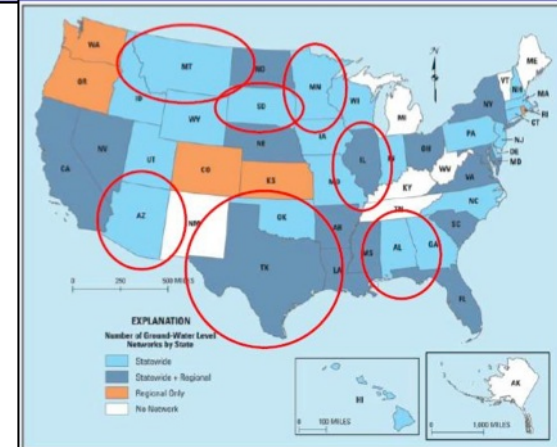 WA
OR
CA
NV
ID
MT
WY
UT
AZ
CO
NM
ND
SD
NE
KS
OK
TX
MN
IA
MO
AR
LA
WI
IL
MI
IN
OH
KY
TN
MS
AL
GA
FL
SC
NC
VA
WV
PA
NY
VT
NH
ME
MA
RI
CT
NJ
DE
MD
N
0 250 500 MILES
EXPLANATION
Number of Ground-Water Level
Networks by State
Statewide
Statewide + Regional
Regional Only
No Network
HI
0 100 MILES
AK
0 1,000 MILES